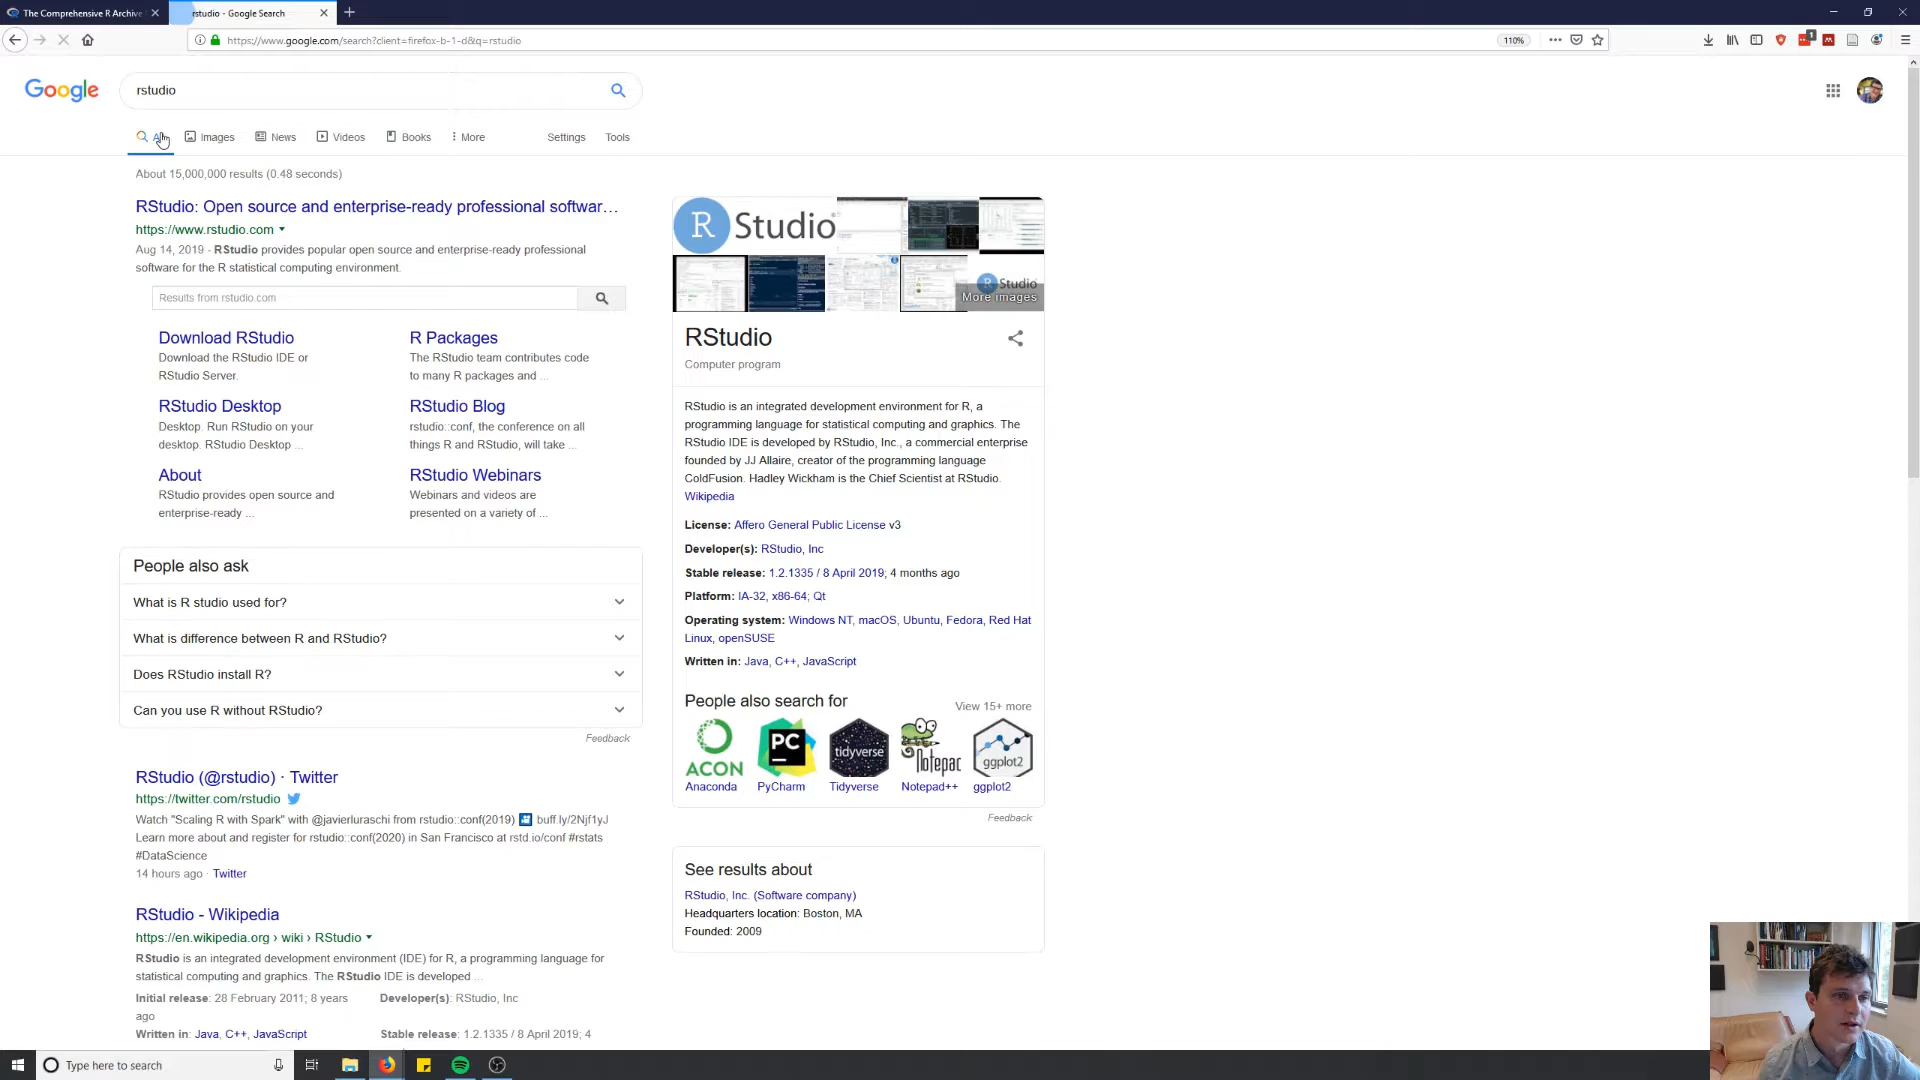 The Comprehensive R Archive
rstudio - Google Search
https://www.google.com/search?client=firefox-b-1-d&q=rstudio
110%
1
Google
rstudio
Images
News
Videos
Books
More
Settings
Tools
About 15,000,000 results (0.48 seconds)
RStudio: Open source and enterprise-ready professional softwar…
https://www.rstudio.com
Aug 14, 2019 - RStudio provides popular open source and enterprise-ready professional
software for the R statistical computing environment.
Results from rstudio.com
Download RStudio
Download the RStudio IDE or
RStudio Server.
R Packages
The RStudio team contributes code
to many R packages and ...
RStudio Desktop
Desktop. Run RStudio on your
desktop. RStudio Desktop ...
RStudio Blog
rstudio::conf, the conference on all
things R and RStudio, will take ...
About
RStudio provides open source and
enterprise-ready ...
RStudio Webinars
Webinars and videos are
presented on a variety of ...
People also ask
What is R studio used for?
What is difference between R and RStudio?
Does RStudio install R?
Can you use R without RStudio?
Feedback
RStudio (@rstudio) · Twitter
https://twitter.com/rstudio
Watch "Scaling R with Spark" with @javierluraschi from rstudio::conf(2019) buff.ly/2Njf1yJ
Learn more about and register for rstudio::conf(2020) in San Francisco at rstd.io/conf #rstats
#DataScience
14 hours ago · Twitter
RStudio - Wikipedia
https://en.wikipedia.org › wiki › RStudio
RStudio is an integrated development environment (IDE) for R, a programming language for
statistical computing and graphics. The RStudio IDE is developed ...
Initial release: 28 February 2011; 8 years
ago
Developer(s): RStudio, Inc
Written in: Java, C++, JavaScript
Stable release: 1.2.1335 / 8 April 2019; 4
R Studio
R Studio
More images
RStudio
Computer program
RStudio is an integrated development environment for R, a
programming language for statistical computing and graphics. The
RStudio IDE is developed by RStudio, Inc., a commercial enterprise
founded by JJ Allaire, creator of the programming language
ColdFusion. Hadley Wickham is the Chief Scientist at RStudio.
Wikipedia
License: Affero General Public License v3
Developer(s): RStudio, Inc
Stable release: 1.2.1335 / 8 April 2019; 4 months ago
Platform: IA-32, x86-64; Qt
Operating system: Windows NT, macOS, Ubuntu, Fedora, Red Hat
Linux, openSUSE
Written in: Java, C++, JavaScript
People also search for
View 15+ more
ACON
PC
tidyverse
Notepad
ggplot2
Anaconda
PyCharm
Tidyverse
Notepad++
ggplot2
Feedback
See results about
RStudio, Inc. (Software company)
Headquarters location: Boston, MA
Founded: 2009
Type here to search